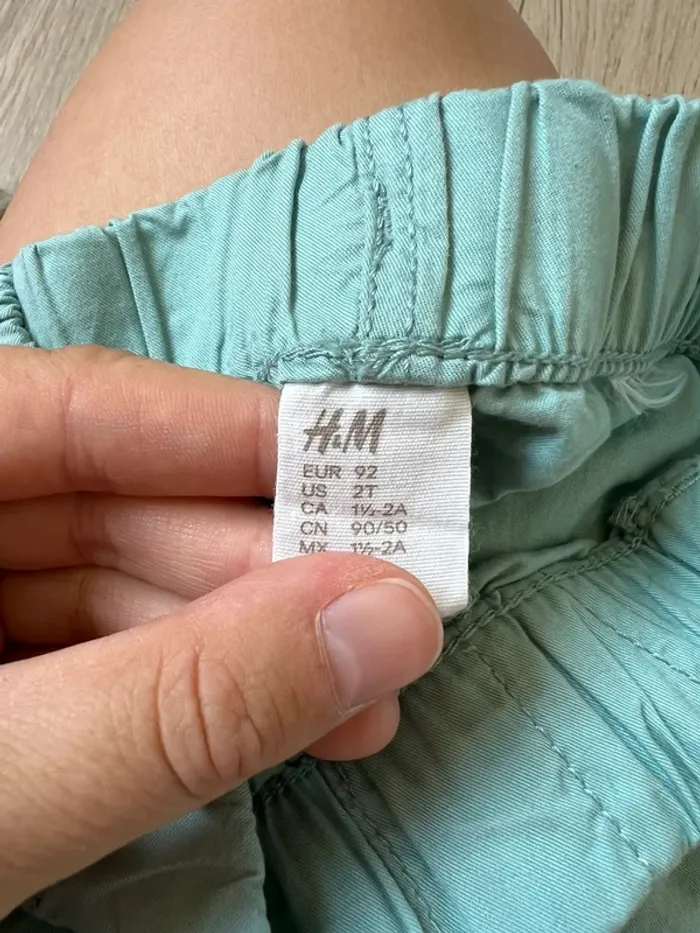 H&M
EUR 92
US 2T
CA 1½-2A
CN 90/50
MX 1½-2A